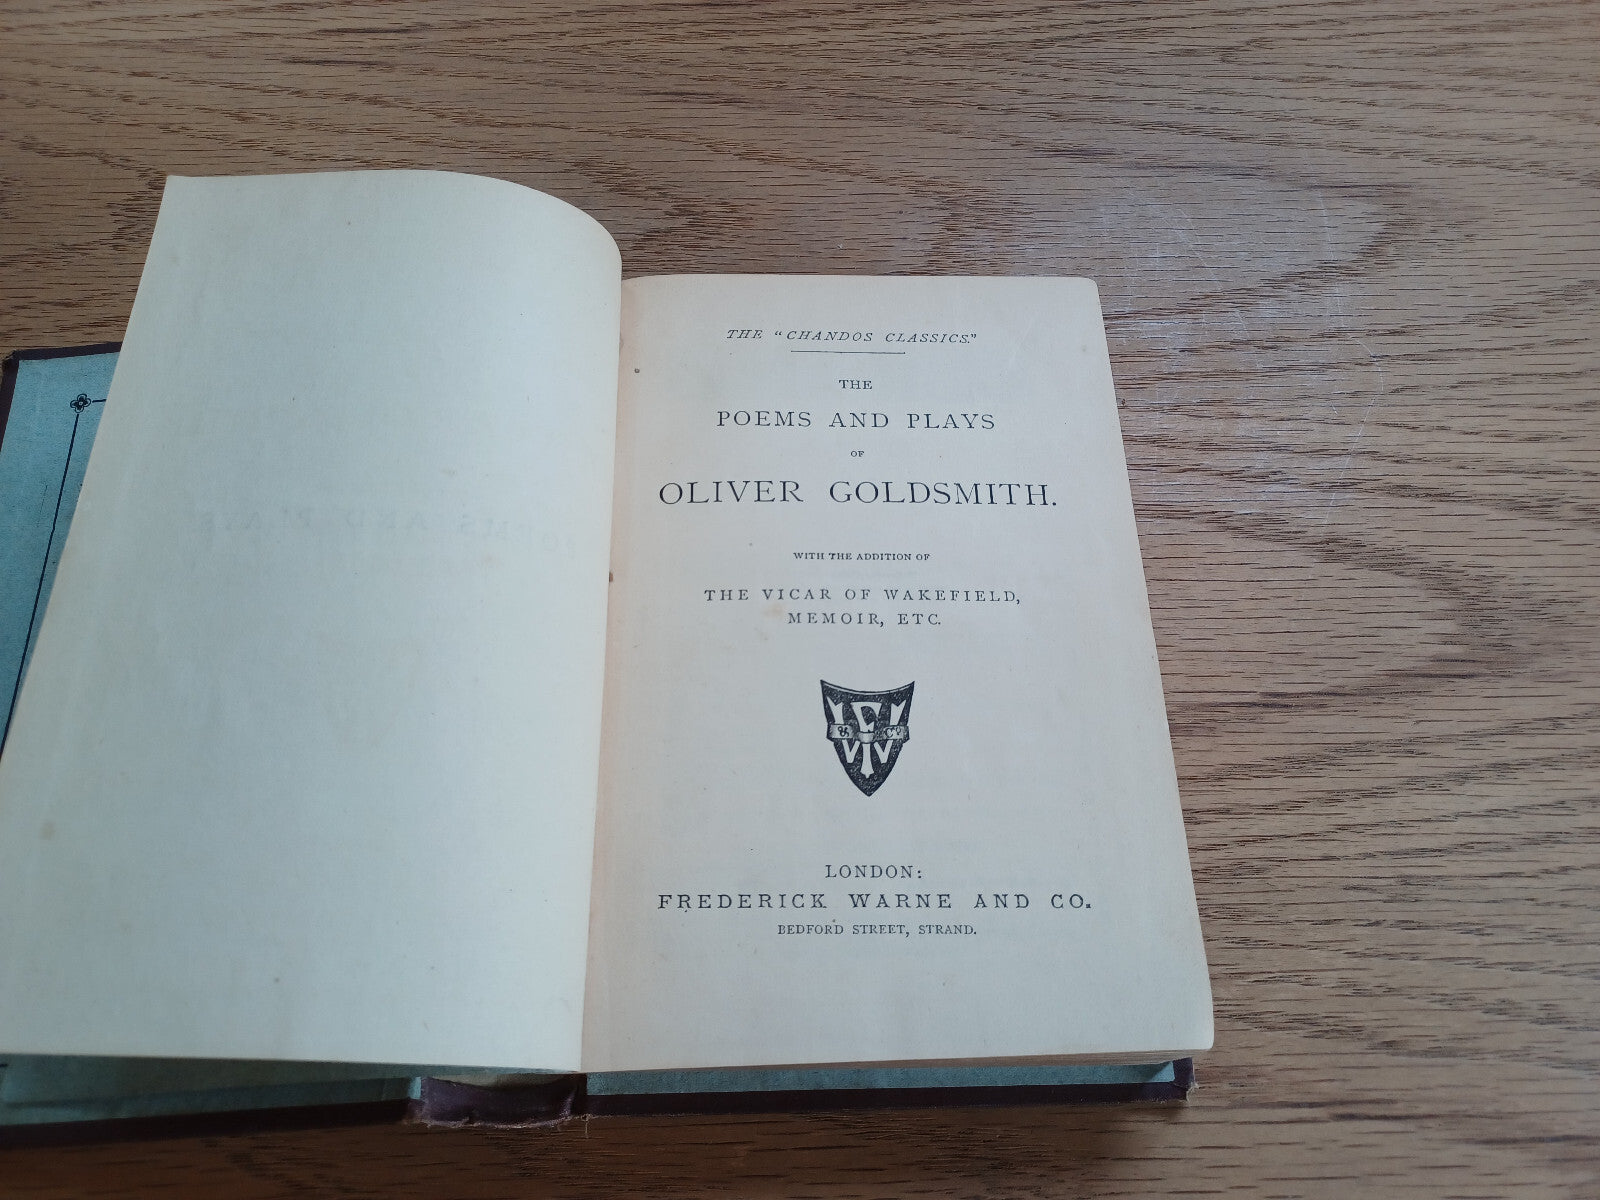 THE "CHANDOS CLASSICS."
THE
POEMS AND PLAYS
OF
OLIVER GOLDSMITH.
WITH THE ADDITION OF
THE VICAR OF WAKEFIELD,
MEMOIR, ETC.
F
& Co
W
LONDON:
FREDERICK WARNE AND CO.
BEDFORD STREET, STRAND.